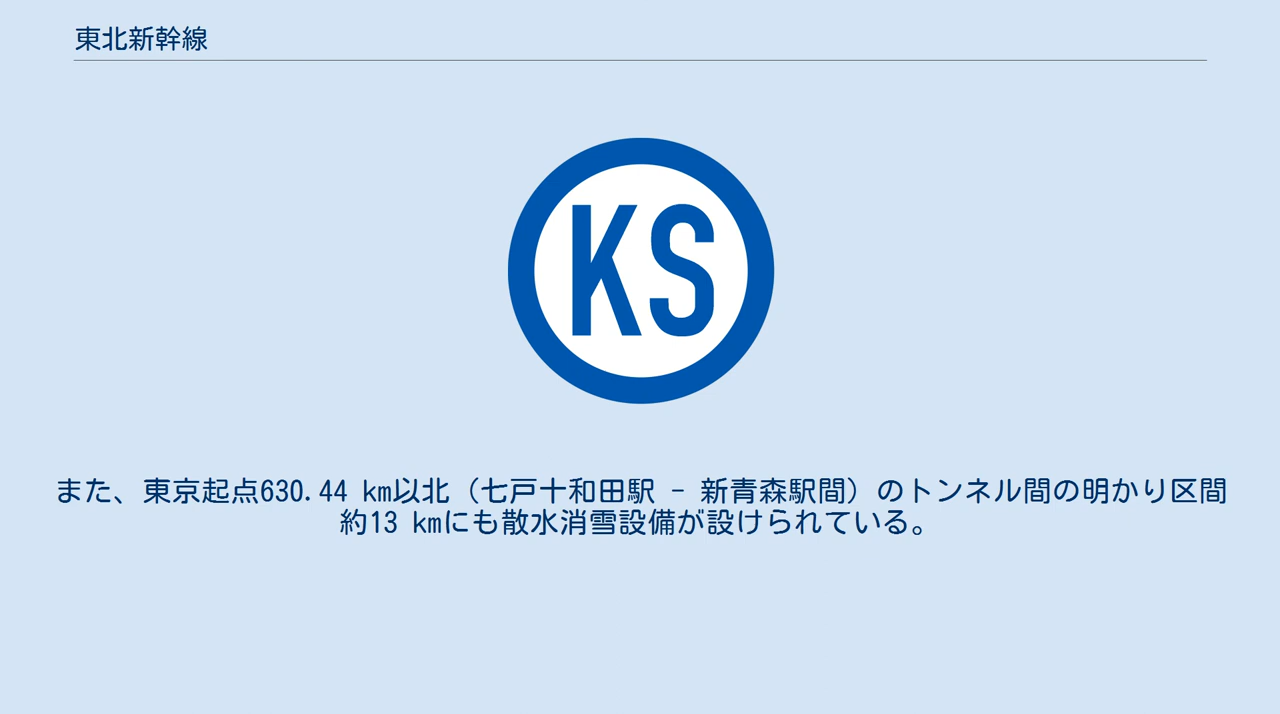 東北新幹線
KS
また、東京起点630.44 km以北（七戸十和田駅 - 新青森駅間）のトンネル間の明かり区間
約13 kmにも散水消雪設備が設けられている。